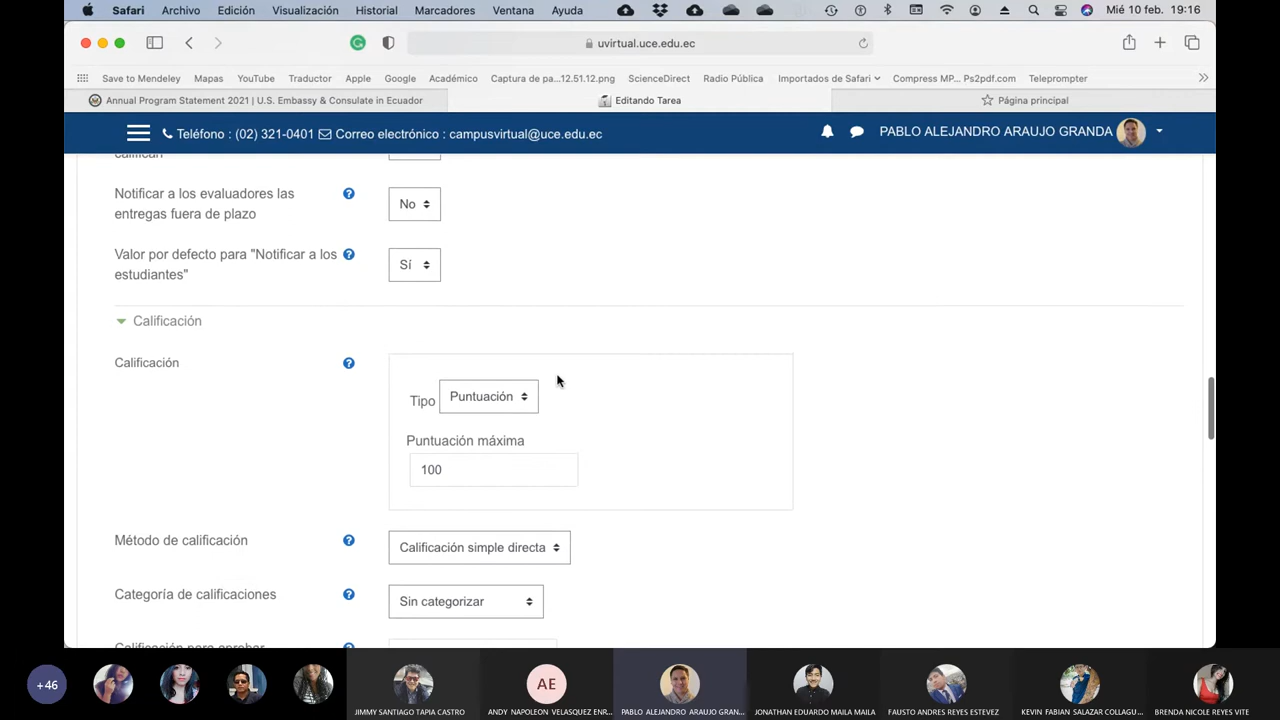 Safari Archivo Edición Visualización Historial Marcadores Ventana Ayuda Mié 10 feb. 19:16
uvirtual.uce.edu.ec
Save to Mendeley Mapas YouTube Traductor Apple Google Académico Captura de pa...12.51.12.png ScienceDirect Radio Pública Importados de Safari Compress MP... Ps2pdf.com Teleprompter
Annual Program Statement 2021 | U.S. Embassy & Consulate in Ecuador Editando Tarea Página principal
Teléfono : (02) 321-0401 Correo electrónico : campusvirtual@uce.edu.ec PABLO ALEJANDRO ARAUJO GRANDA
califican
Notificar a los evaluadores las
entregas fuera de plazo
No
Valor por defecto para "Notificar a los
estudiantes"
Sí
Calificación
Calificación
Tipo Puntuación
Puntuación máxima
100
Método de calificación Calificación simple directa
Categoría de calificaciones Sin categorizar
Calificación para aprobar
+46 AE
JIMMY SANTIAGO TAPIA CASTRO ANDY NAPOLEON VELASQUEZ ENR... PABLO ALEJANDRO ARAUJO GRAN... JONATHAN EDUARDO MAILA MAILA FAUSTO ANDRES REYES ESTEVEZ KEVIN FABIAN SALAZAR COLLAGU... BRENDA NICOLE REYES VITE